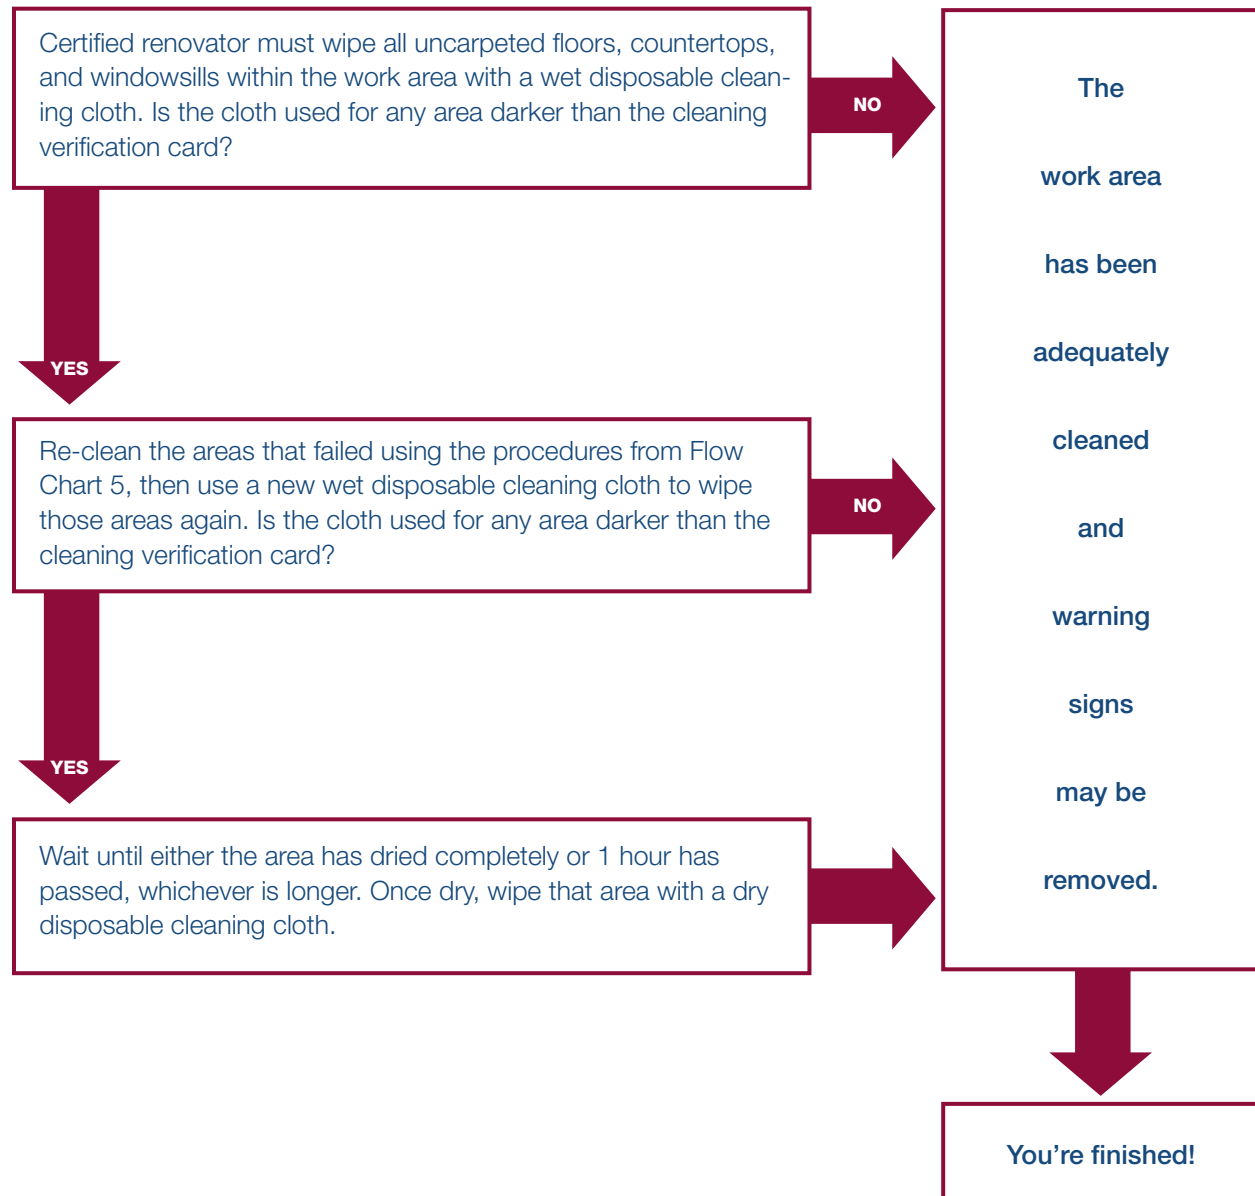 Certified renovator must wipe all uncarpeted floors, countertops,
and windowsills within the work area with a wet disposable clean-
ing cloth. Is the cloth used for any area darker than the cleaning
verification card?
NO
YES
Re-clean the areas that failed using the procedures from Flow
Chart 5, then use a new wet disposable cleaning cloth to wipe
those areas again. Is the cloth used for any area darker than the
cleaning verification card?
NO
YES
Wait until either the area has dried completely or 1 hour has
passed, whichever is longer. Once dry, wipe that area with a dry
disposable cleaning cloth.
The
work area
has been
adequately
cleaned
and
warning
signs
may be
removed.
You’re finished!